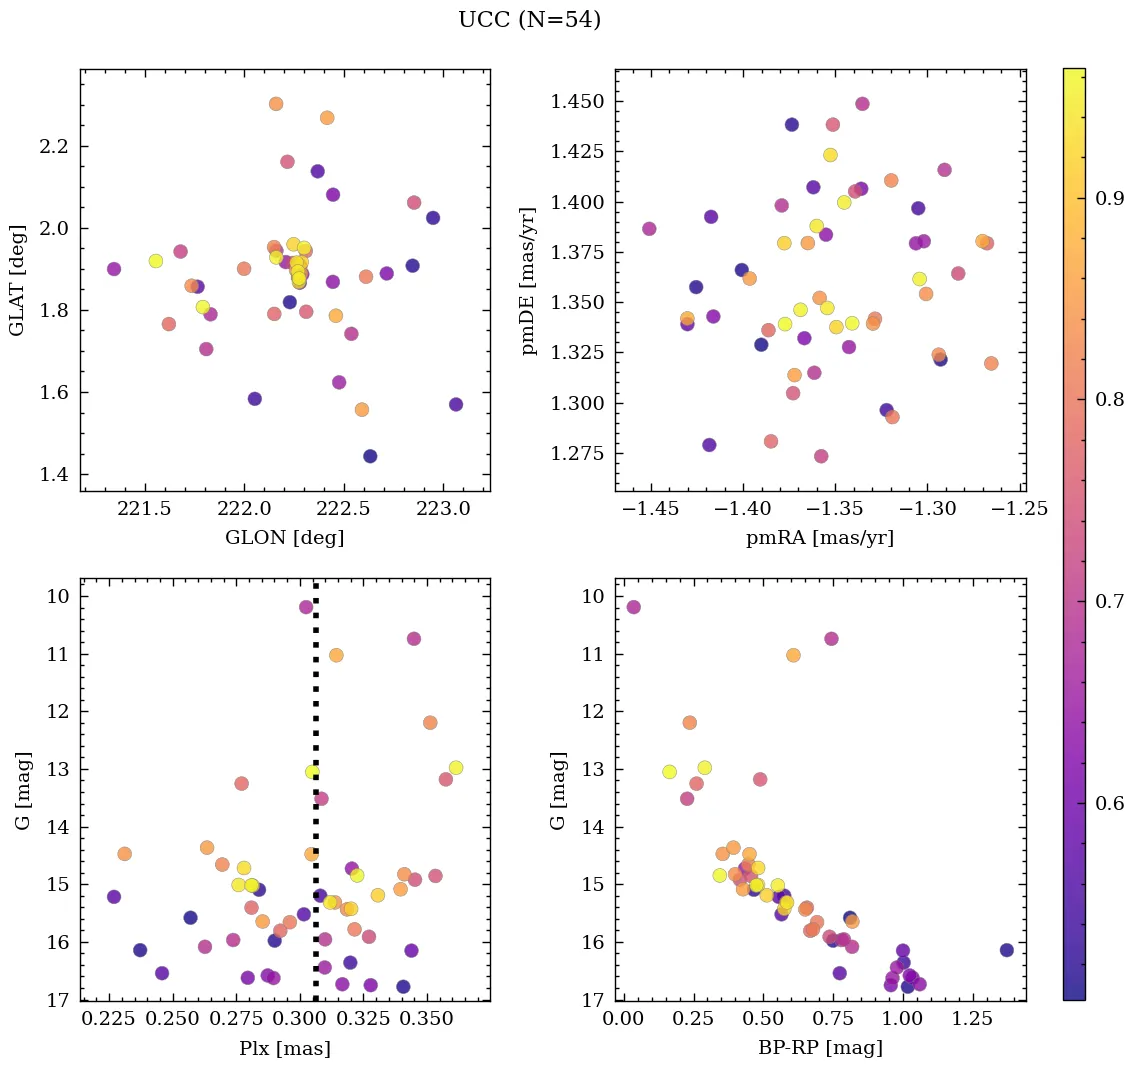 UCC (N=54)
2.2
2.0
1.8
1.6
1.4
GLAT [deg]
221.5 222.0 222.5 223.0
GLON [deg]
1.450
1.425
1.400
1.375
1.350
1.325
1.300
1.275
pmDE [mas/yr]
−1.45 −1.40 −1.35 −1.30 −1.25
pmRA [mas/yr]
0.9
0.8
0.7
0.6
10
11
12
13
14
15
16
17
G [mag]
0.225 0.250 0.275 0.300 0.325 0.350
Plx [mas]
10
11
12
13
14
15
16
17
G [mag]
0.00 0.25 0.50 0.75 1.00 1.25
BP-RP [mag]